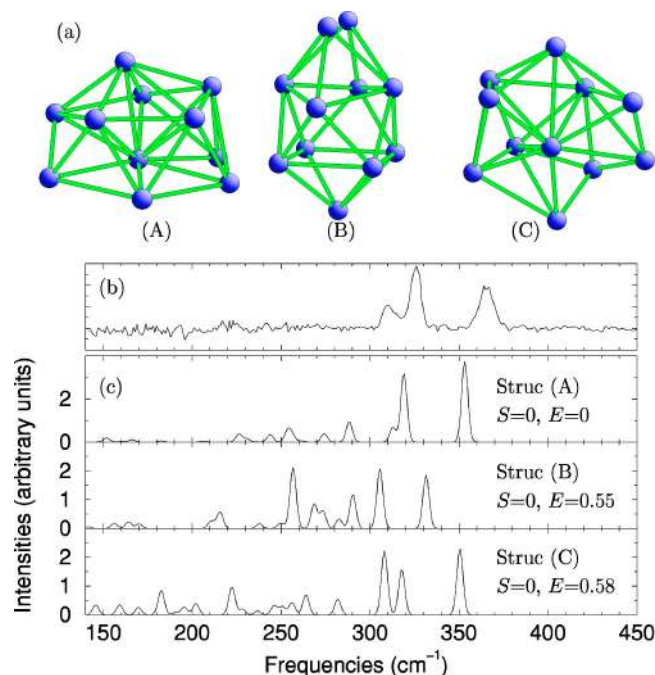 (a)
(A) (B) (C)
(b)
(c)
Struc (A)
2
S=0, E=0
0
Struc (B)
2
S=0, E=0.55
1
0
Struc (C)
2
S=0, E=0.58
1
0
150 200 250 300 350 400 450
Intensities (arbitrary units)
Frequencies (cm⁻¹)